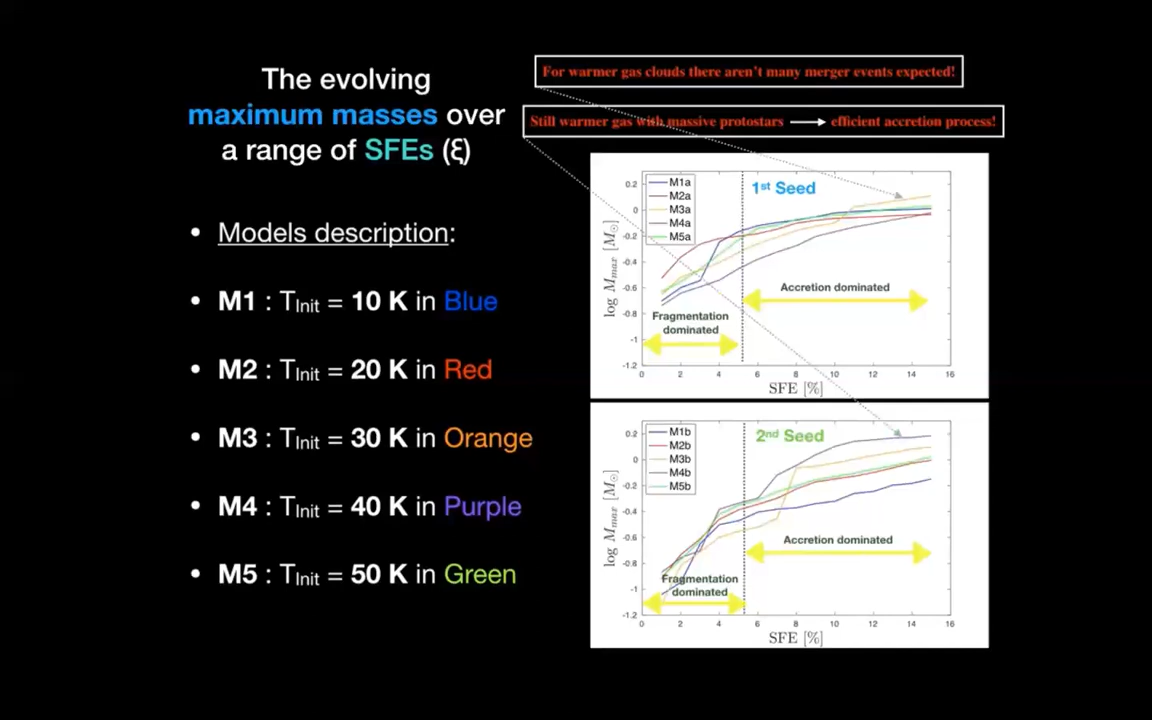 The evolving
maximum masses over
a range of SFEs (ξ)
• Models description:
• M1 : TInit = 10 K in Blue
• M2 : TInit = 20 K in Red
• M3 : TInit = 30 K in Orange
• M4 : TInit = 40 K in Purple
• M5 : TInit = 50 K in Green
For warmer gas clouds there aren't many merger events expected!
Still warmer gas with massive protostars ⟶ efficient accretion process!
1st Seed
M1a
M2a
M3a
M4a
M5a
0.2
0
-0.2
-0.4
-0.6
-0.8
-1
-1.2
log Mmax [M⊙]
Accretion dominated
Fragmentation
dominated
0 2 4 6 8 10 12 14 16
SFE [%]
2nd Seed
M1b
M2b
M3b
M4b
M5b
0.2
0
-0.2
-0.4
-0.6
-0.8
-1
-1.2
log Mmax [M⊙]
Accretion dominated
Fragmentation
dominated
0 2 4 6 8 10 12 14 16
SFE [%]